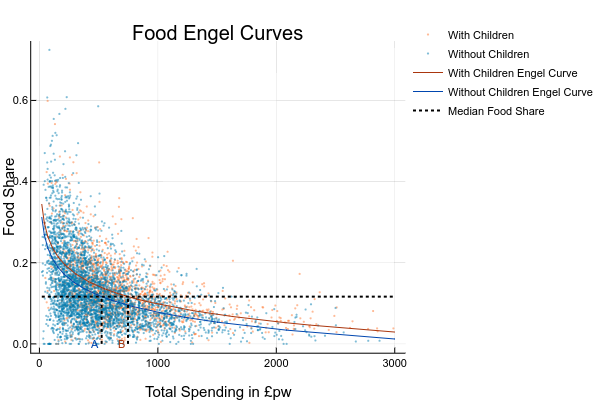 Food Engel Curves
With Children
Without Children
With Children Engel Curve
Without Children Engel Curve
Median Food Share
Food Share
0.6
0.4
0.2
0.0
A B
0 1000 2000 3000
Total Spending in £pw